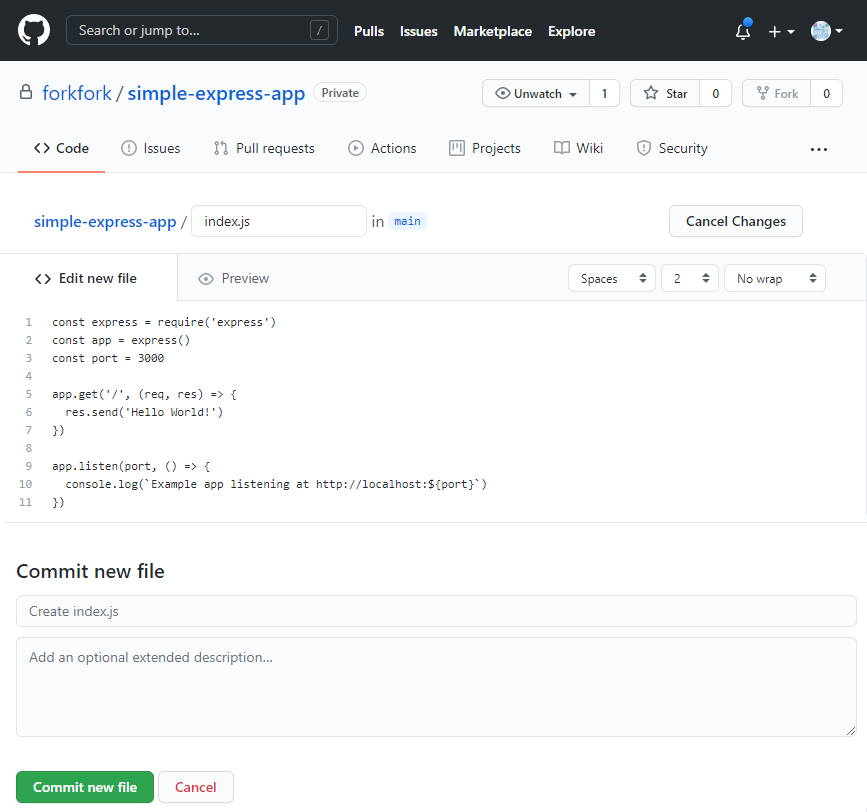 Search or jump to... / Pulls Issues Marketplace Explore
forkfork / simple-express-app Private Unwatch 1 Star 0 Fork 0
Code Issues Pull requests Actions Projects Wiki Security ...
simple-express-app / index.js in main Cancel Changes
<> Edit new file Preview Spaces 2 No wrap
1 const express = require('express')
2 const app = express()
3 const port = 3000
4
5 app.get('/', (req, res) => {
6   res.send('Hello World!')
7 })
8
9 app.listen(port, () => {
10   console.log(`Example app listening at http://localhost:${port}`)
11 })
Commit new file
Create index.js
Add an optional extended description...
Commit new file Cancel